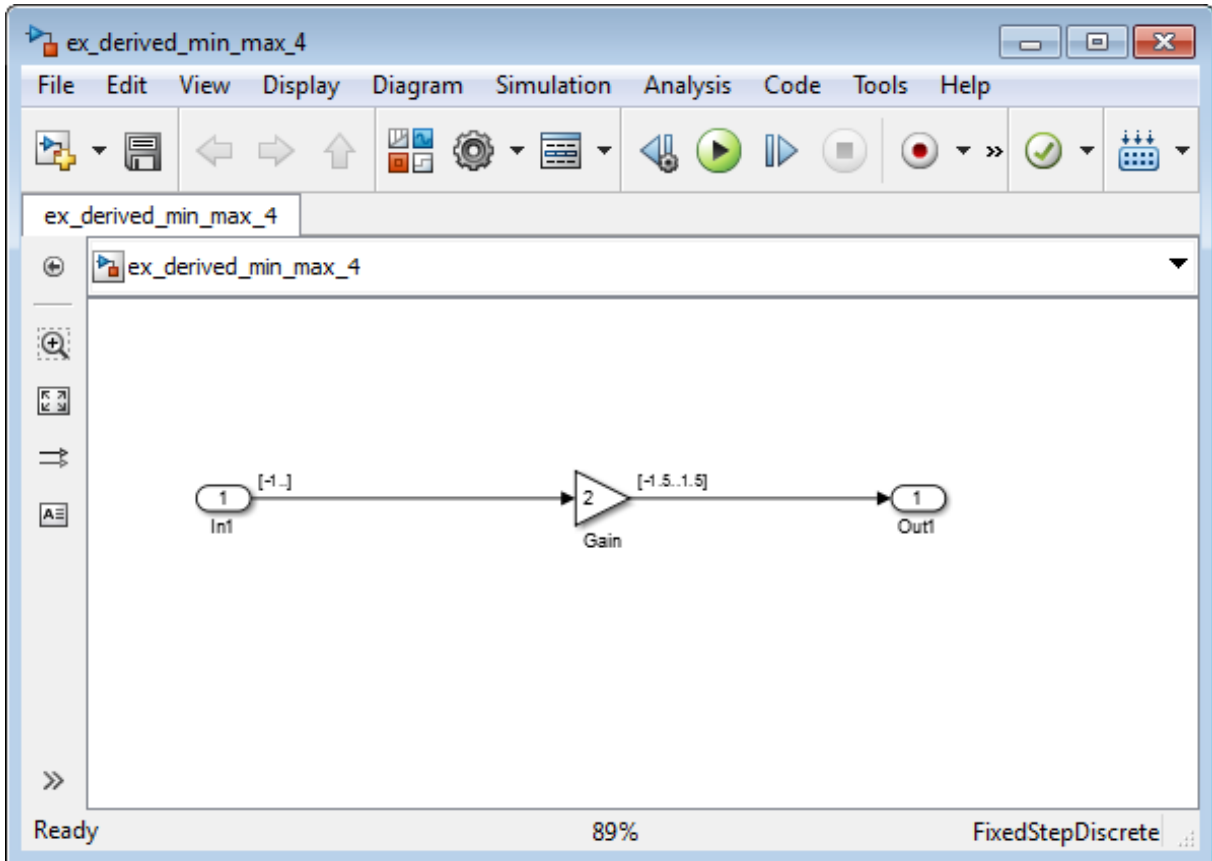 ex_derived_min_max_4
File Edit View Display Diagram Simulation Analysis Code Tools Help
ex_derived_min_max_4
ex_derived_min_max_4
[-1..]
[-1.5..1.5]
1
2
1
In1
Gain
Out1
Ready 89% FixedStepDiscrete